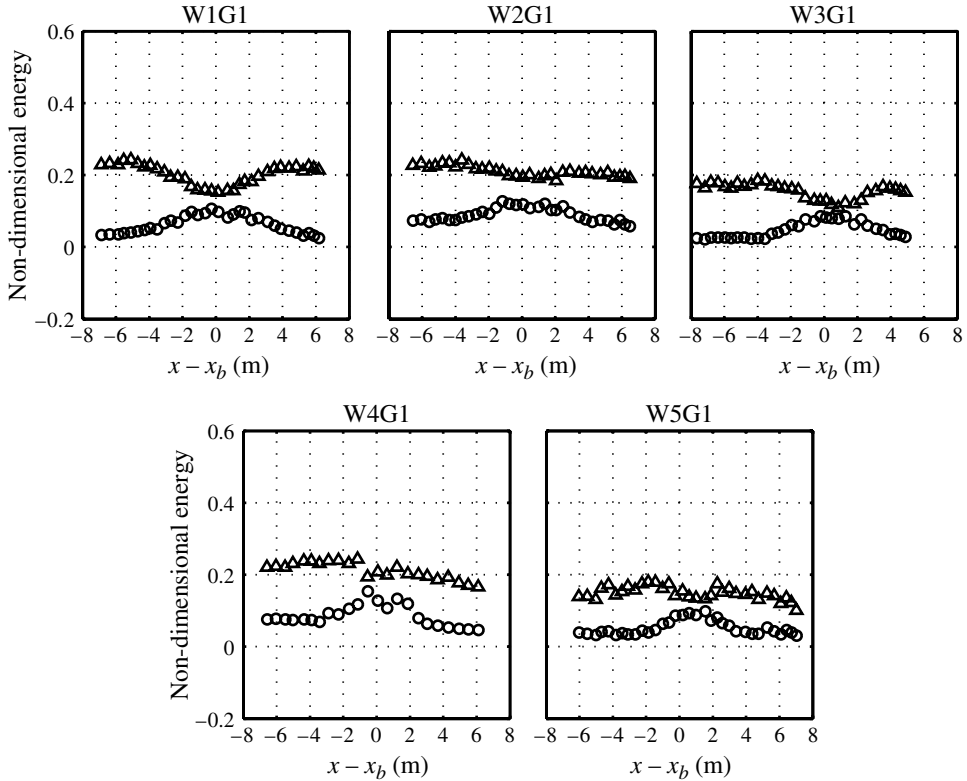 W1G1 W2G1 W3G1
Non-dimensional energy
0.6
0.4
0.2
0
−0.2
−8 −6 −4 −2 0 2 4 6 8
−8 −6 −4 −2 0 2 4 6 8
−8 −6 −4 −2 0 2 4 6 8
x − x_b (m) x − x_b (m) x − x_b (m)
W4G1 W5G1
Non-dimensional energy
0.6
0.4
0.2
0
−0.2
−8 −6 −4 −2 0 2 4 6 8
−8 −6 −4 −2 0 2 4 6 8
x − x_b (m) x − x_b (m)